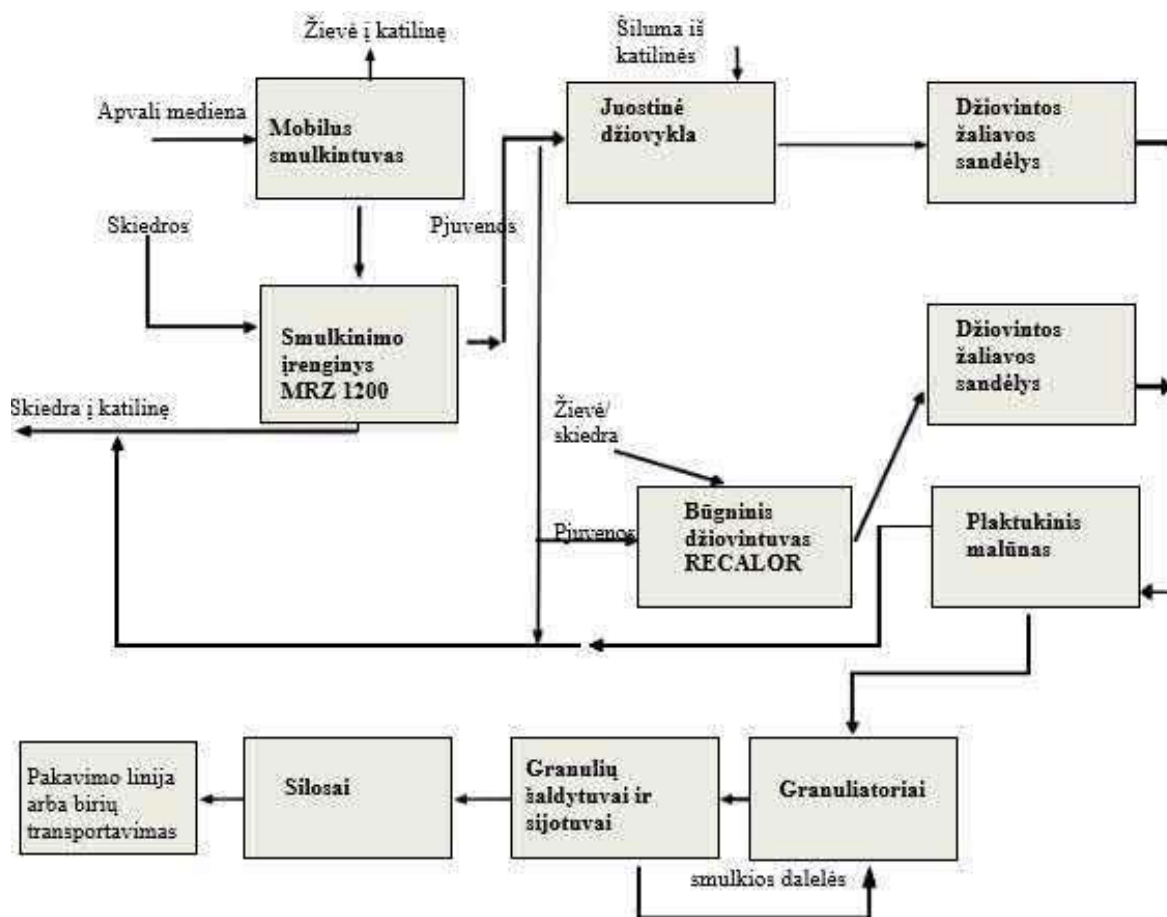 Žievė į katilinę
Šiluma iš
katilinės
Apvali mediena
Mobilus
smulkintuvas
Juostinė
džiovykla
Džiovintos
žaliavos
sandėlys
Skiedros
Pjuvenos
Smulkinimo
įrenginys
MRZ 1200
Džiovintos
žaliavos
sandėlys
Skiedra į katilinę
Žievė/
skiedra
Pjuvenos
Būgninis
džiovintuvas
RECALOR
Plaktukinis
malūnas
Pakavimo linija
arba birių
transportavimas
Silosai
Granulių
šaldytuvai ir
sijotuvai
Granuliatoriai
smulkios dalelės